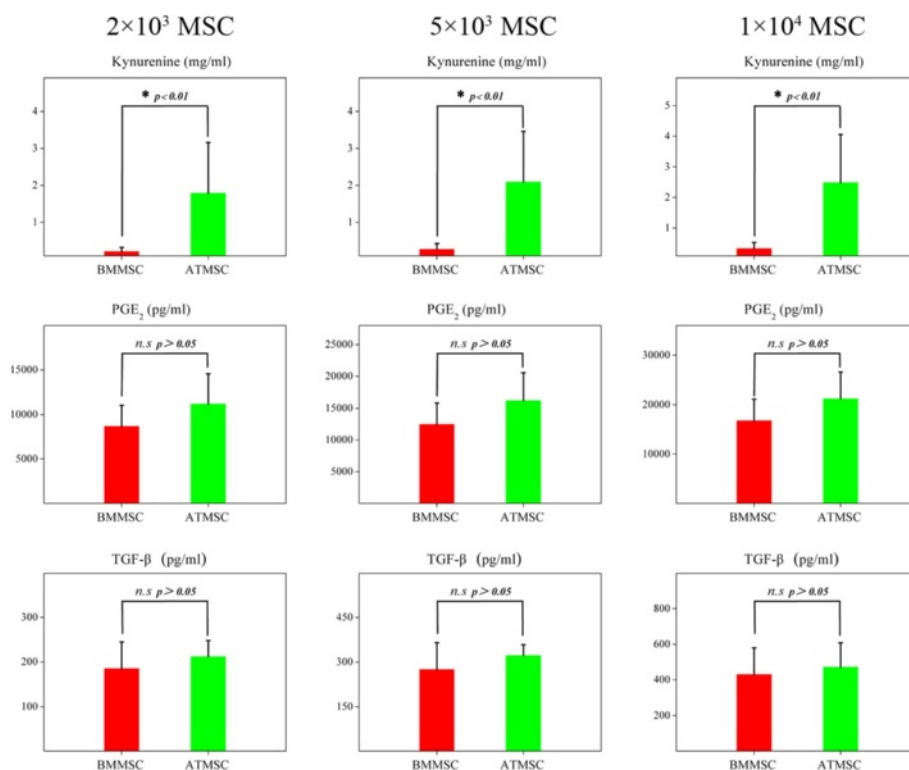 2×10³ MSC 5×10³ MSC 1×10⁴ MSC
Kynurenine (mg/ml) Kynurenine (mg/ml) Kynurenine (mg/ml)
* p<0.01 * p<0.01 * p<0.01
4 4 5
3 3 4
2 2 3
1 1 2
1
BMMSC ATMSC BMMSC ATMSC BMMSC ATMSC
PGE₂ (pg/ml) PGE₂ (pg/ml) PGE₂ (pg/ml)
n.s p＞0.05 n.s p＞0.05 n.s p＞0.05
15000 25000 30000
10000 20000 20000
5000 15000 10000
10000
5000
BMMSC ATMSC BMMSC ATMSC BMMSC ATMSC
TGF-β (pg/ml) TGF-β (pg/ml) TGF-β (pg/ml)
n.s p＞0.05 n.s p＞0.05 n.s p＞0.05
300 450 800
200 300 600
100 150 400
200
BMMSC ATMSC BMMSC ATMSC BMMSC ATMSC